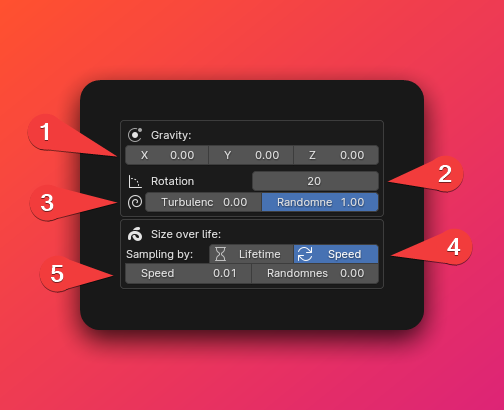 Gravity:
X 0.00 Y 0.00 Z 0.00
Rotation 20
Turbulenc 0.00 Randomne 1.00
Size over life:
Sampling by: Lifetime Speed
Speed 0.01 Randomnes 0.00
1
2
3
4
5